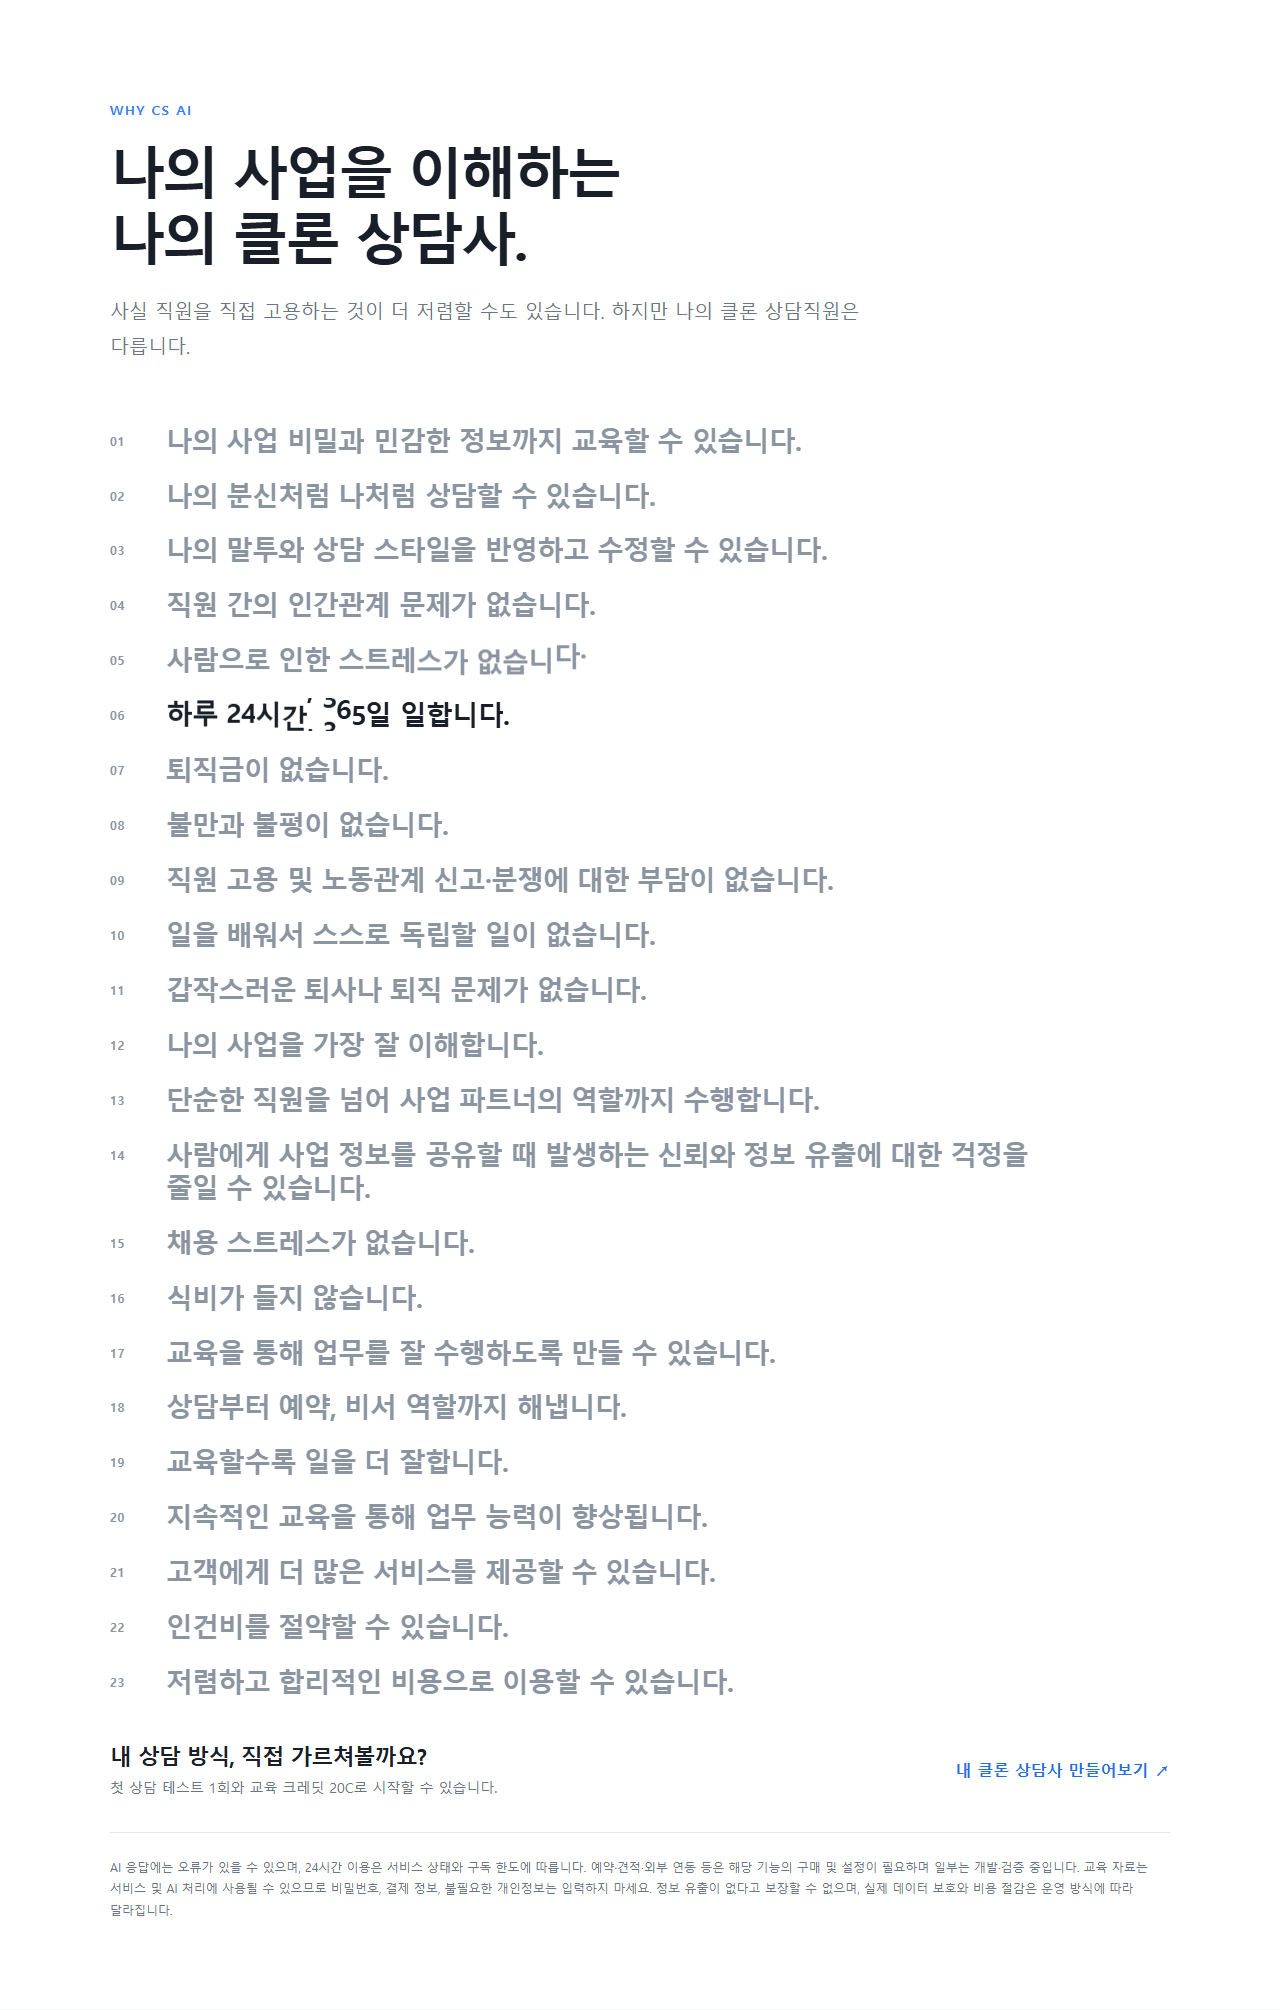 WHY CS AI
나의 사업을 이해하는
나의 클론 상담사.
사실 직원을 직접 고용하는 것이 더 저렴할 수도 있습니다. 하지만 나의 클론 상담직원은
다릅니다.
01 나의 사업 비밀과 민감한 정보까지 교육할 수 있습니다.
02 나의 분신처럼 나처럼 상담할 수 있습니다.
03 나의 말투와 상담 스타일을 반영하고 수정할 수 있습니다.
04 직원 간의 인간관계 문제가 없습니다.
05 사람으로 인한 스트레스가 없습니다.
06 하루 24시간, 365일 일합니다.
07 퇴직금이 없습니다.
08 불만과 불평이 없습니다.
09 직원 고용 및 노동관계 신고·분쟁에 대한 부담이 없습니다.
10 일을 배워서 스스로 독립할 일이 없습니다.
11 갑작스러운 퇴사나 퇴직 문제가 없습니다.
12 나의 사업을 가장 잘 이해합니다.
13 단순한 직원을 넘어 사업 파트너의 역할까지 수행합니다.
14 사람에게 사업 정보를 공유할 때 발생하는 신뢰와 정보 유출에 대한 걱정을
줄일 수 있습니다.
15 채용 스트레스가 없습니다.
16 식비가 들지 않습니다.
17 교육을 통해 업무를 잘 수행하도록 만들 수 있습니다.
18 상담부터 예약, 비서 역할까지 해냅니다.
19 교육할수록 일을 더 잘합니다.
20 지속적인 교육을 통해 업무 능력이 향상됩니다.
21 고객에게 더 많은 서비스를 제공할 수 있습니다.
22 인건비를 절약할 수 있습니다.
23 저렴하고 합리적인 비용으로 이용할 수 있습니다.
내 상담 방식, 직접 가르쳐볼까요?
첫 상담 테스트 1회와 교육 크레딧 20C로 시작할 수 있습니다.
내 클론 상담사 만들어보기 ↗
AI 응답에는 오류가 있을 수 있으며, 24시간 이용은 서비스 상태와 구독 한도에 따릅니다. 예약·견적·외부 연동 등은 해당 기능의 구매 및 설정이 필요하며 일부는 개발·검증 중입니다. 교육 자료는
서비스 및 AI 처리에 사용될 수 있으므로 비밀번호, 결제 정보, 불필요한 개인정보는 입력하지 마세요. 정보 유출이 없다고 보장할 수 없으며, 실제 데이터 보호와 비용 절감은 운영 방식에 따라
달라집니다.